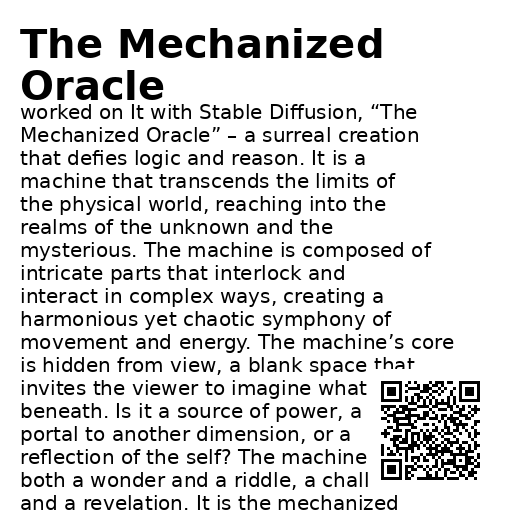 The Mechanized
Oracle
worked on It with Stable Diffusion, “The
Mechanized Oracle” – a surreal creation
that defies logic and reason. It is a
machine that transcends the limits of
the physical world, reaching into the
realms of the unknown and the
mysterious. The machine is composed of
intricate parts that interlock and
interact in complex ways, creating a
harmonious yet chaotic symphony of
movement and energy. The machine’s core
is hidden from view, a blank space that
invites the viewer to imagine what
beneath. Is it a source of power, a
portal to another dimension, or a
reflection of the self? The machine
both a wonder and a riddle, a chall
and a revelation. It is the mechanized